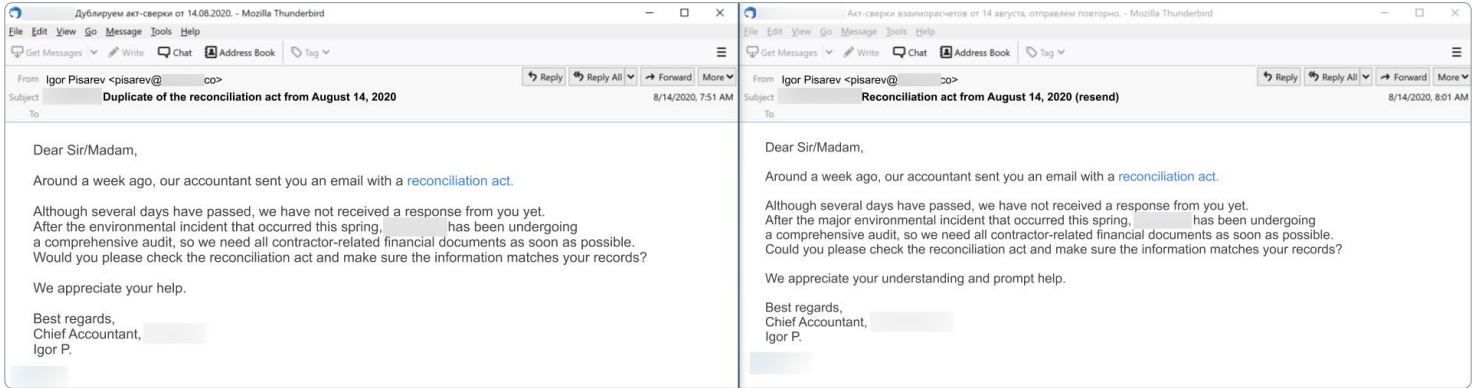 Дублируем акт-сверки от 14.08.2020. - Mozilla Thunderbird
File Edit View Go Message Tools Help
Get Messages Write Chat Address Book Tag
From Igor Pisarev <pisarev@ co>
Reply Reply All Forward More
Subject Duplicate of the reconciliation act from August 14, 2020
8/14/2020, 7:51 AM
To
Dear Sir/Madam,
Around a week ago, our accountant sent you an email with a reconciliation act.
Although several days have passed, we have not received a response from you yet.
After the environmental incident that occurred this spring, has been undergoing
a comprehensive audit, so we need all contractor-related financial documents as soon as possible.
Would you please check the reconciliation act and make sure the information matches your records?
We appreciate your help.
Best regards,
Chief Accountant,
Igor P.
Акт-сверки взаиморасчетов от 14 августа, отправляем повторно. - Mozilla Thunderbird
File Edit View Go Message Tools Help
Get Messages Write Chat Address Book Tag
From Igor Pisarev <pisarev@ co>
Reply Reply All Forward More
Subject Reconciliation act from August 14, 2020 (resend)
8/14/2020, 8:01 AM
To
Dear Sir/Madam,
Around a week ago, our accountant sent you an email with a reconciliation act.
Although several days have passed, we have not received a response from you yet.
After the major environmental incident that occurred this spring, has been undergoing
a comprehensive audit, so we need all contractor-related financial documents as soon as possible.
Could you please check the reconciliation act and make sure the information matches your records?
We appreciate your understanding and prompt help.
Best regards,
Chief Accountant,
Igor P.